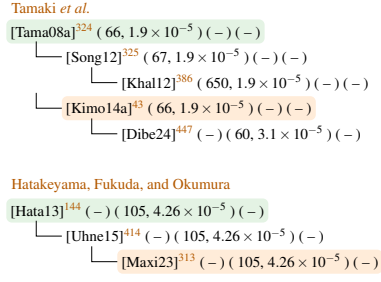 Tamaki et al.
[Tama08a]324 ( 66, 1.9 × 10−5 ) ( – ) ( – )
[Song12]325 ( 67, 1.9 × 10−5 ) ( – ) ( – )
[Khal12]386 ( 650, 1.9 × 10−5 ) ( – ) ( – )
[Kimo14a]43 ( 66, 1.9 × 10−5 ) ( – ) ( – )
[Dibe24]447 ( – ) ( 60, 3.1 × 10−5 ) ( – )
Hatakeyama, Fukuda, and Okumura
[Hata13]144 ( – ) ( 105, 4.26 × 10−5 ) ( – )
[Uhne15]414 ( – ) ( 105, 4.26 × 10−5 ) ( – )
[Maxi23]313 ( – ) ( 105, 4.26 × 10−5 ) ( – )